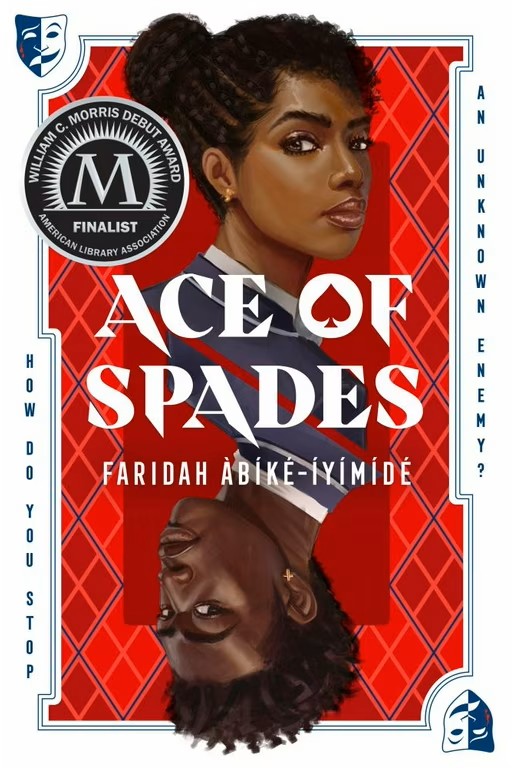 WILLIAM C. MORRIS DEBUT AWARD
M
FINALIST
AMERICAN LIBRARY ASSOCIATION
ACE OF
SPADES
FARIDAH ÀBÍKÉ-ÍYÍMÍDÉ
HOW DO YOU STOP
AN UNKNOWN ENEMY?